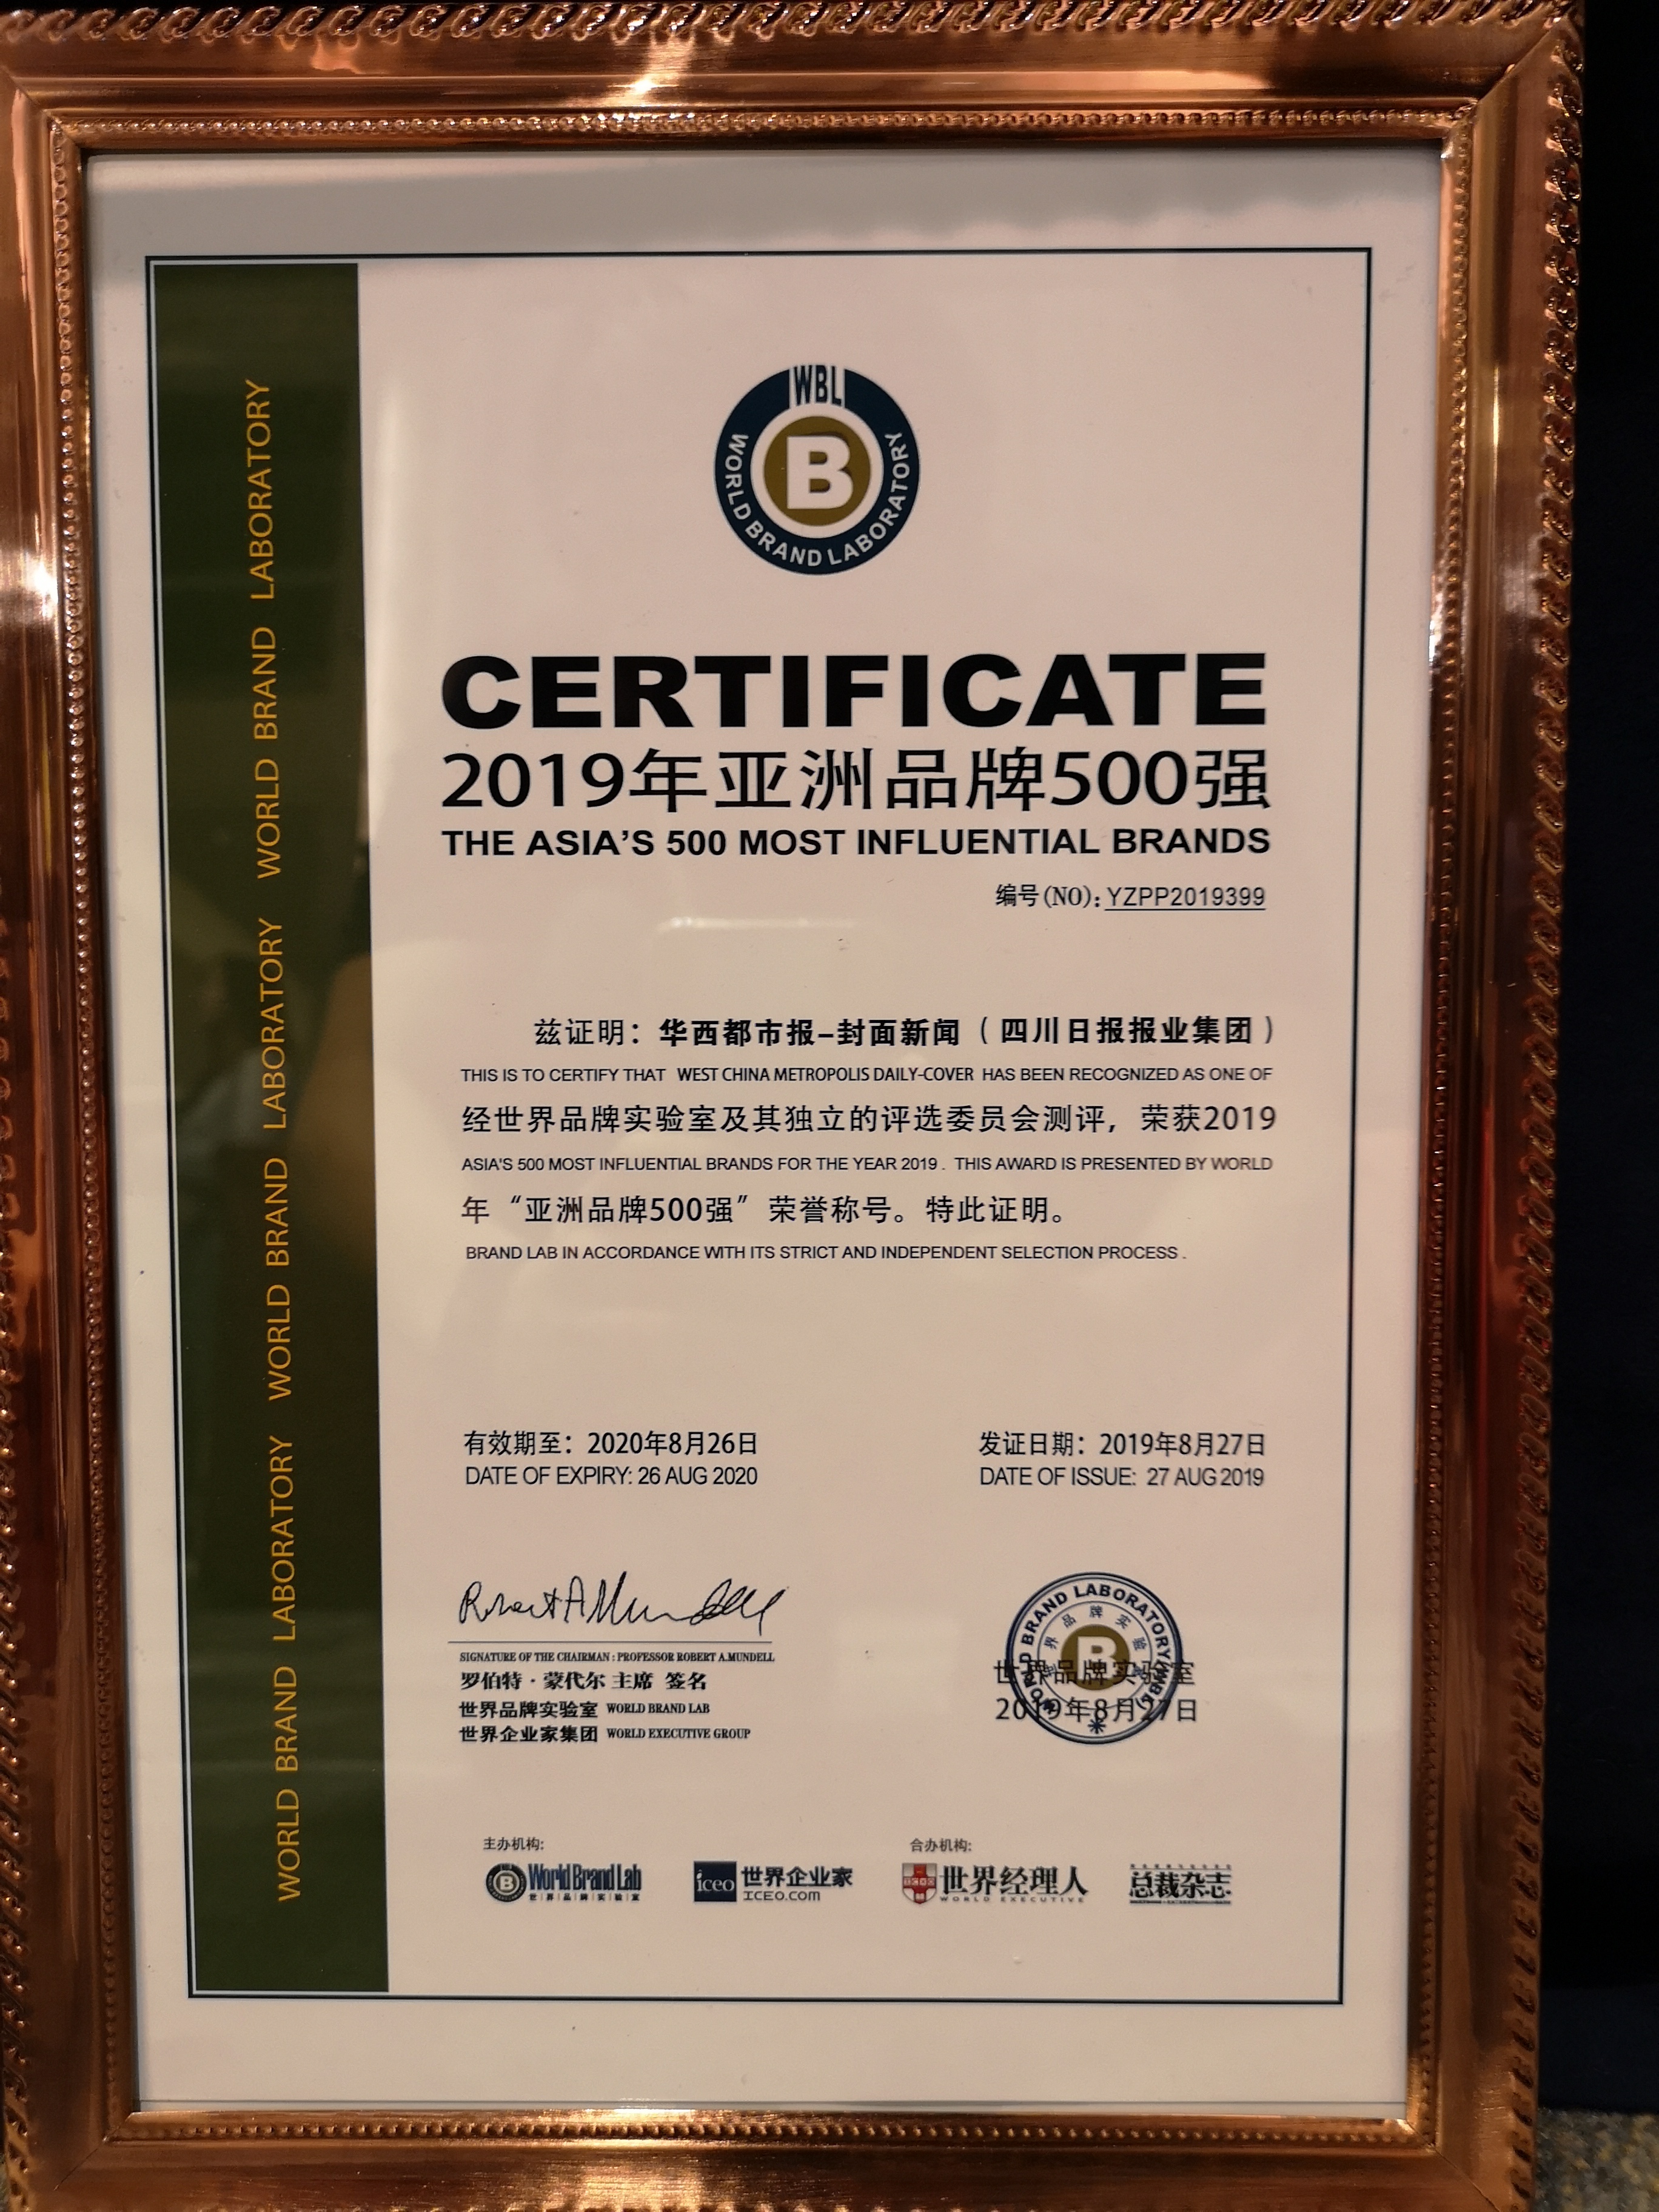 WBL
B
WORLD BRAND LABORATORY
WORLD BRAND LABORATORY WORLD BRAND LABORATORY WORLD BRAND LABORATORY
CERTIFICATE
2019年亚洲品牌500强
THE ASIA'S 500 MOST INFLUENTIAL BRANDS
编号(NO): YZPP2019399
兹证明：华西都市报–封面新闻（四川日报报业集团）
THIS IS TO CERTIFY THAT WEST CHINA METROPOLIS DAILY-COVER HAS BEEN RECOGNIZED AS ONE OF
经世界品牌实验室及其独立的评选委员会测评，荣获2019
ASIA'S 500 MOST INFLUENTIAL BRANDS FOR THE YEAR 2019 . THIS AWARD IS PRESENTED BY WORLD
年“亚洲品牌500强”荣誉称号。特此证明。
BRAND LAB IN ACCORDANCE WITH ITS STRICT AND INDEPENDENT SELECTION PROCESS .
有效期至：2020年8月26日
DATE OF EXPIRY: 26 AUG 2020
发证日期：2019年8月27日
DATE OF ISSUE: 27 AUG 2019
Robert A Mundell
SIGNATURE OF THE CHAIRMAN : PROFESSOR ROBERT A.MUNDELL
罗伯特 · 蒙代尔 主席 签名
世界品牌实验室 WORLD BRAND LAB
世界企业家集团 WORLD EXECUTIVE GROUP
WORLD BRAND LABORATORY
B
世界品牌实验室
2019年8月27日
主办机构:
World Brand Lab
世界品牌实验室
iceo 世界企业家
ICEO.COM
合办机构:
世界经理人
WORLD EXECUTIVE
总裁杂志